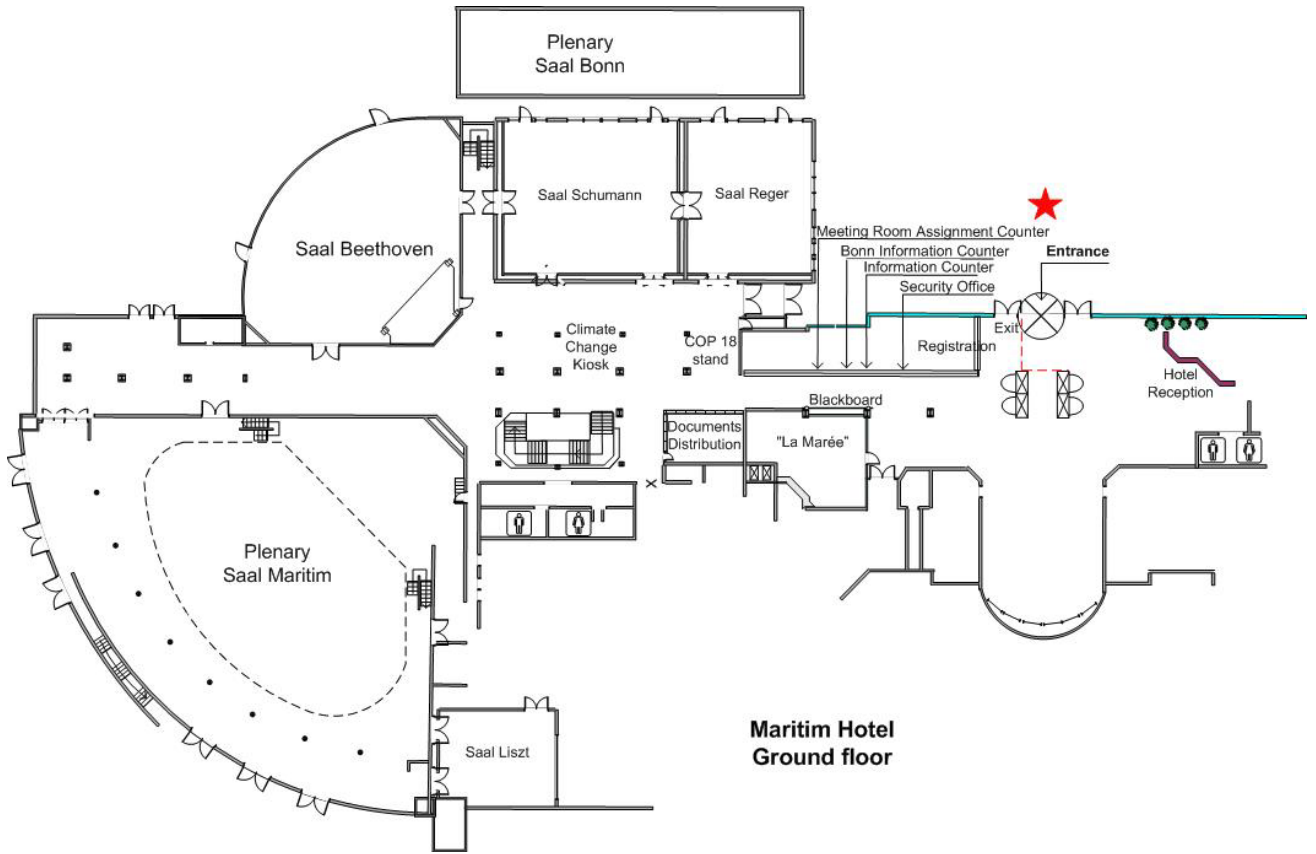 Plenary
Saal Bonn
Saal Schumann
Saal Reger
Saal Beethoven
Meeting Room Assignment Counter
Bonn Information Counter
Information Counter
Security Office
Entrance
Exit
Registration
Climate
Change
Kiosk
COP 18
stand
Hotel
Reception
Blackboard
Documents
Distribution
"La Marée"
X
Plenary
Saal Maritim
Saal Liszt
Maritim Hotel
Ground floor